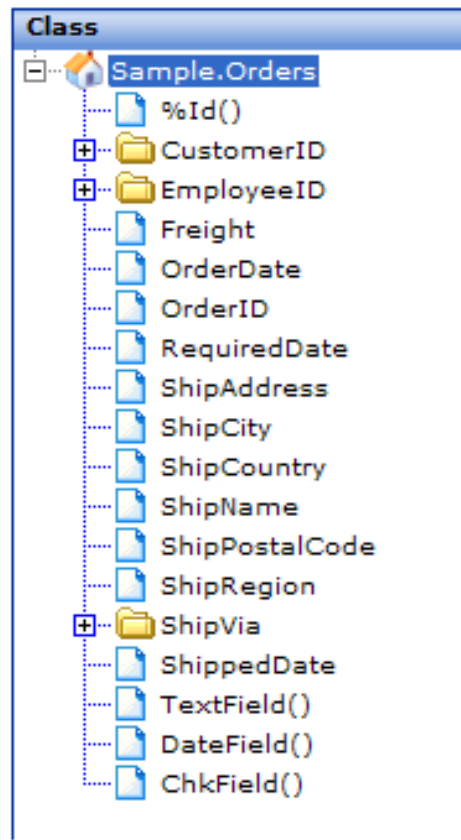 Class
Sample.Orders
%Id()
CustomerID
EmployeeID
Freight
OrderDate
OrderID
RequiredDate
ShipAddress
ShipCity
ShipCountry
ShipName
ShipPostalCode
ShipRegion
ShipVia
ShippedDate
TextField()
DateField()
ChkField()